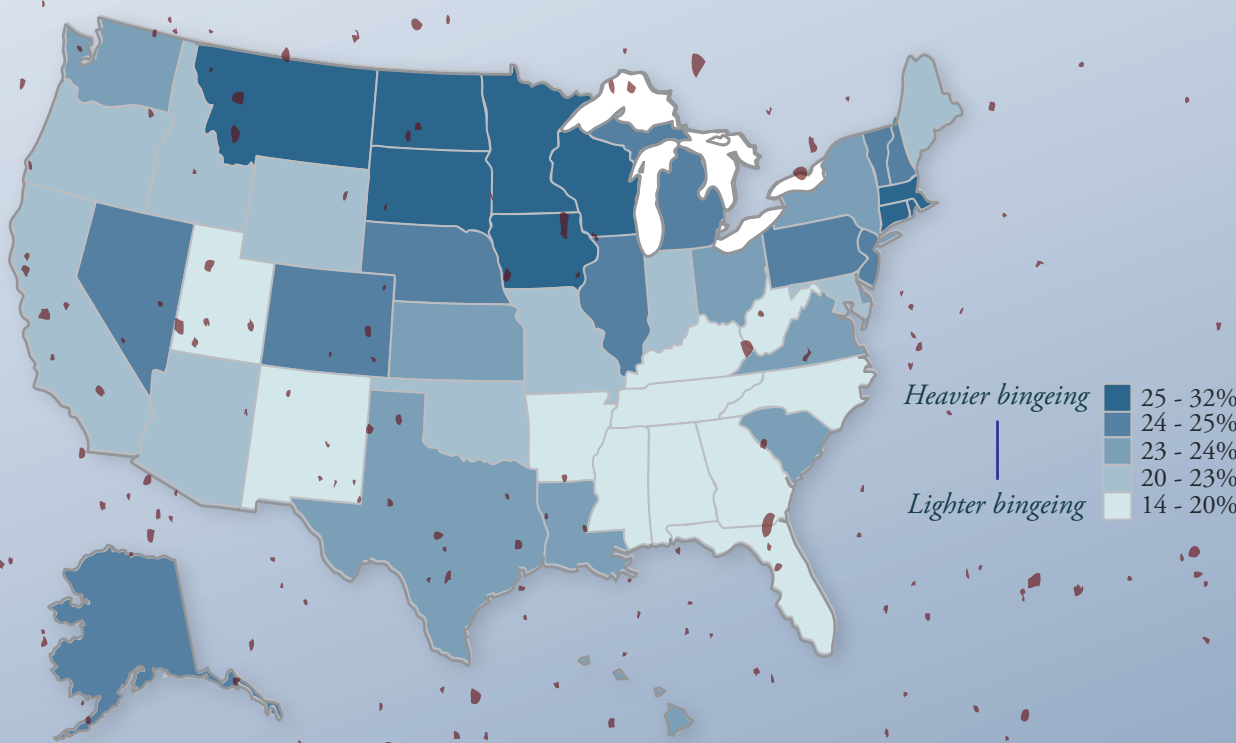 Heavier bingeing
25 - 32%
24 - 25%
23 - 24%
20 - 23%
Lighter bingeing
14 - 20%